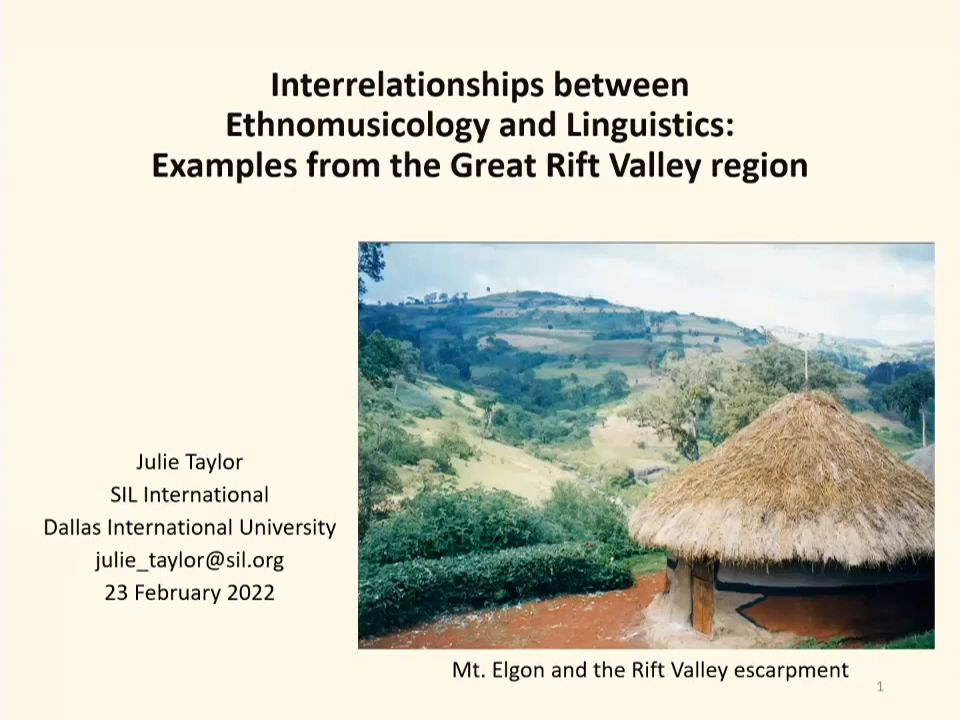 Interrelationships between
Ethnomusicology and Linguistics:
Examples from the Great Rift Valley region
Julie Taylor
SIL International
Dallas International University
julie_taylor@sil.org
23 February 2022
Mt. Elgon and the Rift Valley escarpment
1